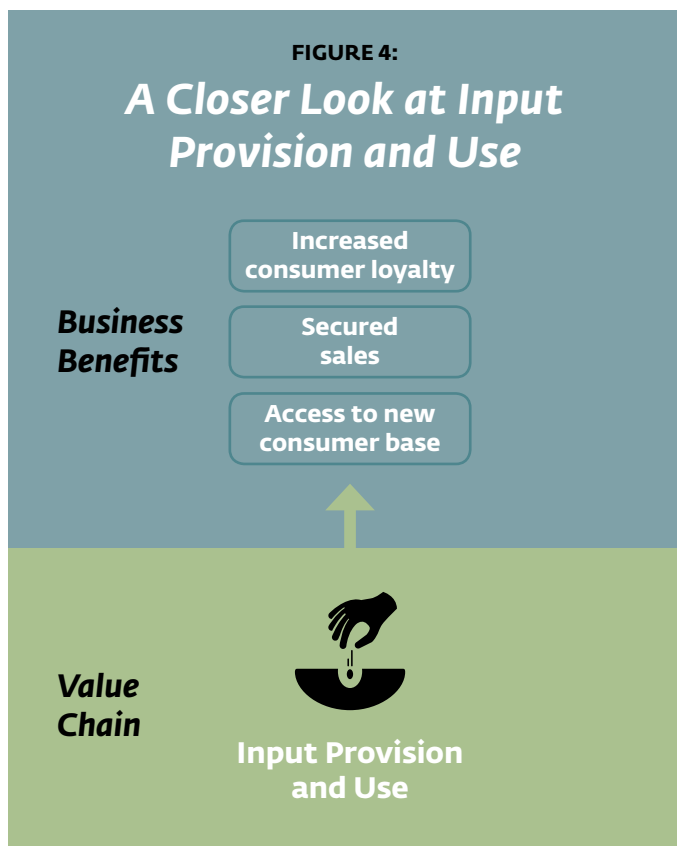 FIGURE 4:
A Closer Look at Input
Provision and Use
Increased
consumer loyalty
Business
Benefits
Secured
sales
Access to new
consumer base
Value
Chain
Input Provision
and Use